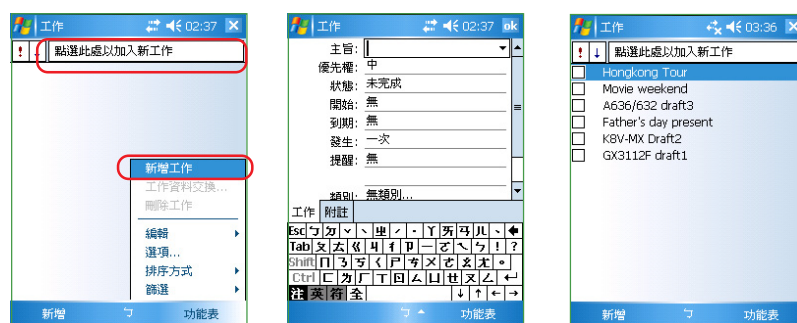 工作 02:37
! ↓ 點選此處以加入新工作
新增工作
工作資料交換...
刪除工作
編輯
選項...
排序方式
篩選
新增 ㄅ 功能表
工作 02:37 ok
主旨:
優先權: 中
狀態: 未完成
開始: 無
到期: 無
發生: 一次
提醒: 無
類別: 無類別...
工作 附註
Esc ㄅ ㄉ ˇ ˋ ㄓ ˊ ˙ ㄚ ㄞ ㄢ ㄦ
Tab ㄆ ㄊ ㄍ ㄐ ㄔ ㄗ ㄧ ㄛ ㄟ ㄣ ! ?
Shift ㄇ ㄋ ㄎ ㄑ ㄕ ㄘ ㄨ ㄜ ㄠ ㄤ
Ctrl ㄈ ㄌ ㄏ ㄒ ㄖ ㄙ ㄩ ㄝ ㄡ ㄥ ↵
注 英 符 全 ↓ ↑ ← →
ㄅ 功能表
工作 03:36
! ↓ 點選此處以加入新工作
Hongkong Tour
Movie weekend
A636/632 draft3
Father's day present
K8V-MX Draft2
GX3112F draft1
新增 ㄅ 功能表